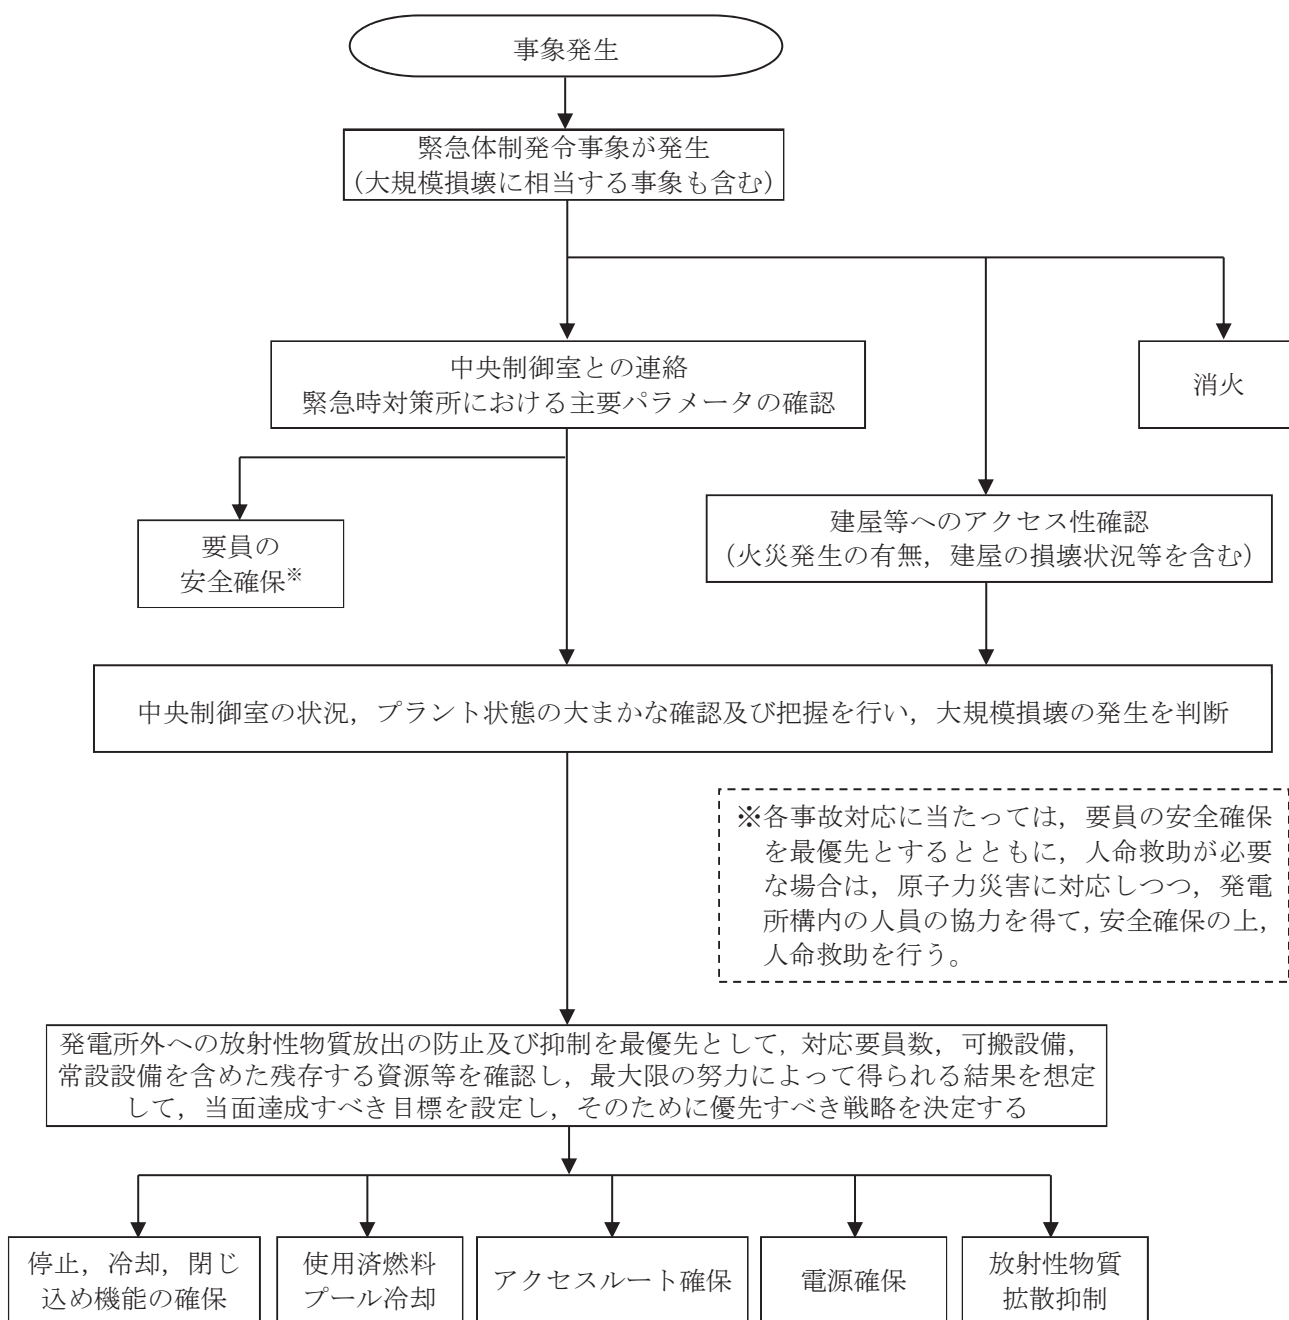 事象発生
緊急体制発令事象が発生
（大規模損壊に相当する事象も含む）
中央制御室との連絡
緊急時対策所における主要パラメータの確認
消火
要員の
安全確保※
建屋等へのアクセス性確認
（火災発生の有無，建屋の損壊状況等を含む）
中央制御室の状況，プラント状態の大まかな確認及び把握を行い，大規模損壊の発生を判断
※各事故対応に当たっては，要員の安全確保
を最優先とするとともに，人命救助が必要
な場合は，原子力災害に対応しつつ，発電
所構内の人員の協力を得て，安全確保の上，
人命救助を行う。
発電所外への放射性物質放出の防止及び抑制を最優先として，対応要員数，可搬設備，
常設設備を含めた残存する資源等を確認し，最大限の努力によって得られる結果を想定
して，当面達成すべき目標を設定し，そのために優先すべき戦略を決定する
停止，冷却，閉じ
込め機能の確保
使用済燃料
プール冷却
アクセスルート確保
電源確保
放射性物質
拡散抑制